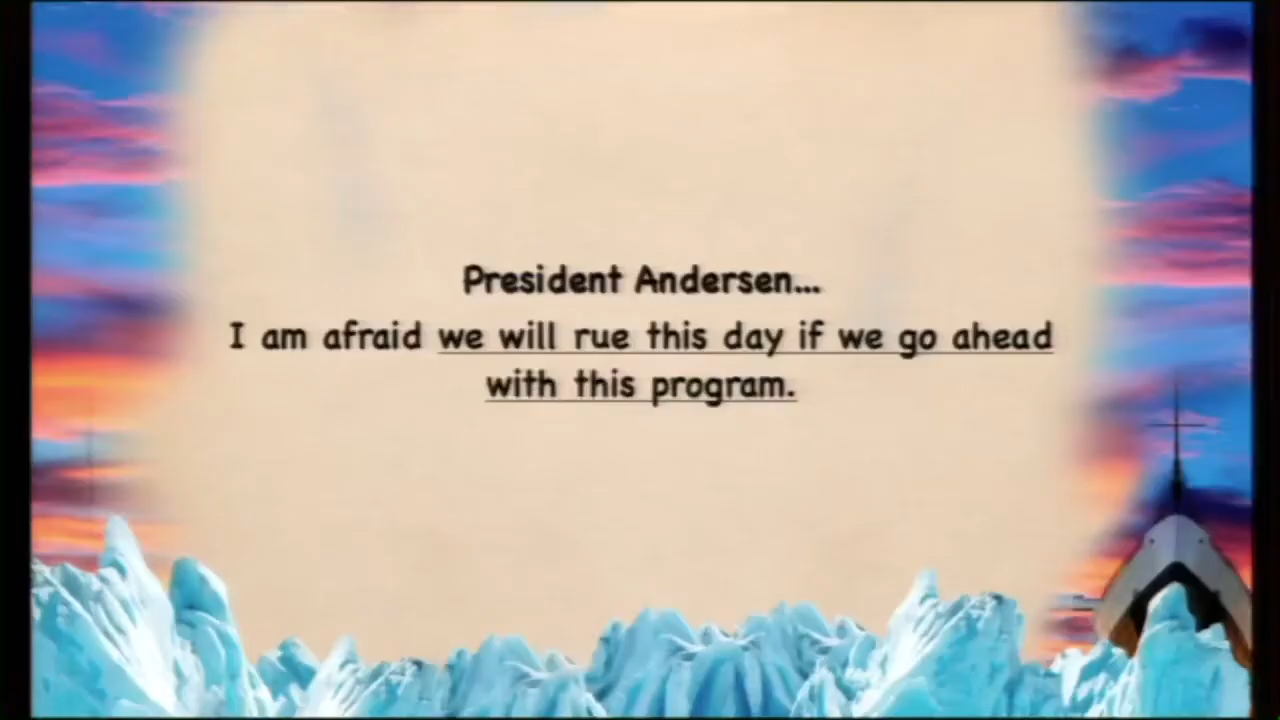 President Andersen...
I am afraid we will rue this day if we go ahead
with this program.